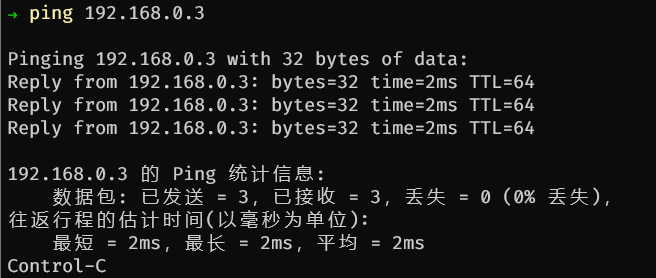 → ping 192.168.0.3
Pinging 192.168.0.3 with 32 bytes of data:
Reply from 192.168.0.3: bytes=32 time=2ms TTL=64
Reply from 192.168.0.3: bytes=32 time=2ms TTL=64
Reply from 192.168.0.3: bytes=32 time=2ms TTL=64
192.168.0.3 的 Ping 统计信息:
数据包: 已发送 = 3, 已接收 = 3, 丢失 = 0 (0% 丢失),
往返行程的估计时间(以毫秒为单位):
最短 = 2ms, 最长 = 2ms, 平均 = 2ms
Control-C